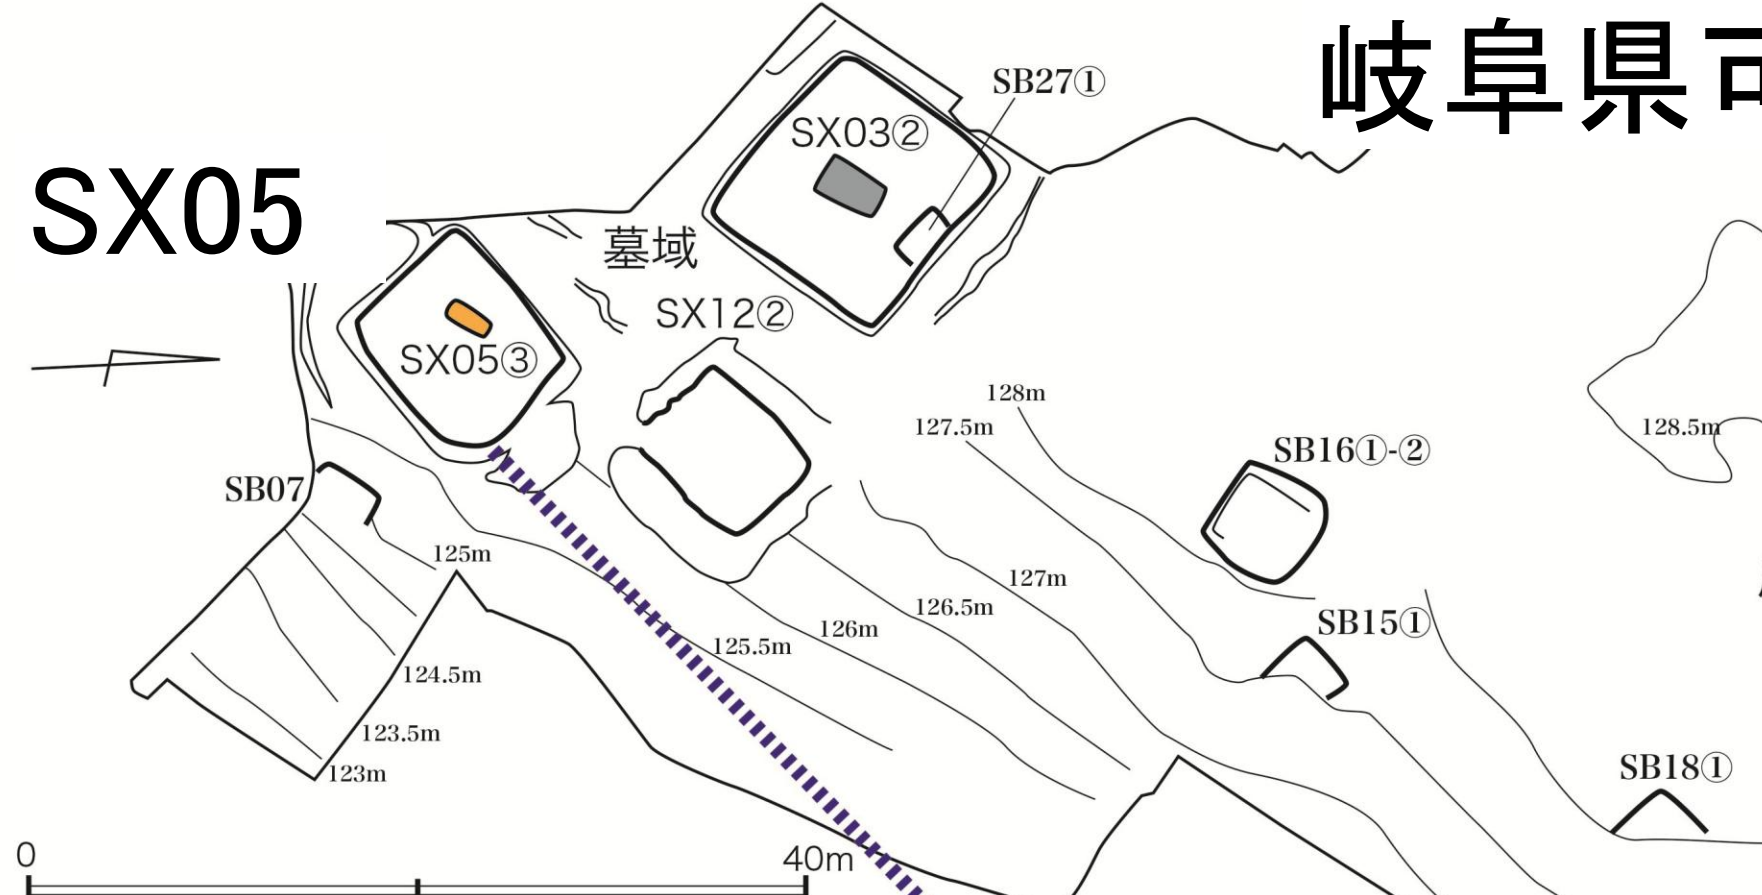 岐阜県可
SB27①
SX03②
SX05
墓域
SX12②
SX05③
128m
127.5m
128.5m
SB16①-②
SB07
125m
127m
126.5m
SB15①
126m
125.5m
124.5m
123.5m
SB18①
123m
0
40m